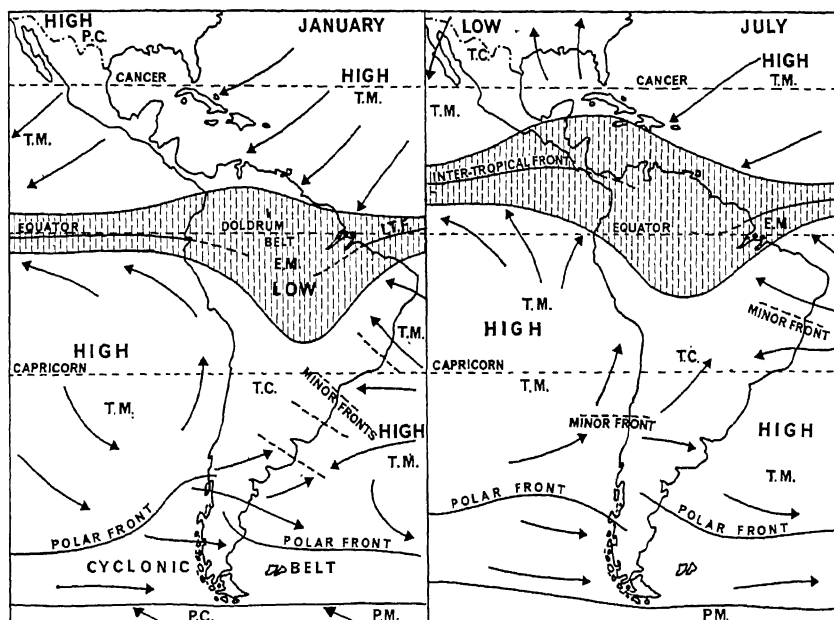 HIGH
P.C.
JANUARY
CANCER
HIGH
T.M.
T.M.
EQUATOR
DOLDRUM
BELT
I.T.F.
E.M.
LOW
T.M.
HIGH
CAPRICORN
T.C.
T.M.
MINOR FRONTS
HIGH
T.M.
POLAR FRONT
POLAR FRONT
CYCLONIC BELT
P.C.
P.M.
LOW
T.C.
JULY
HIGH
CANCER
T.M.
T.M.
INTER-TROPICAL FRONT
EQUATOR
E.M.
T.M.
HIGH
MINOR FRONT
T.C.
CAPRICORN
T.M.
MINOR FRONT
HIGH
T.M.
POLAR FRONT
POLAR FRONT
P.M.